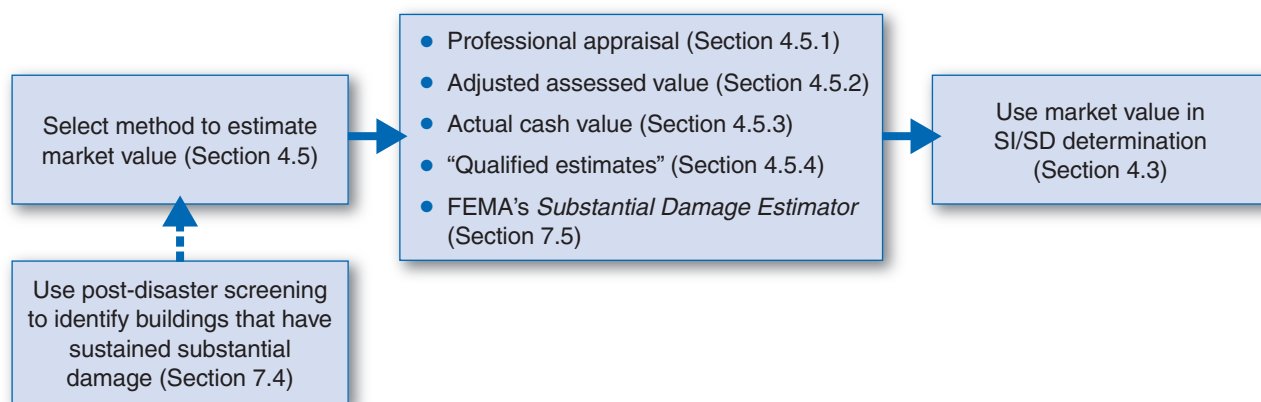 Select method to estimate
market value (Section 4.5)
Use post-disaster screening
to identify buildings that have
sustained substantial
damage (Section 7.4)
• Professional appraisal (Section 4.5.1)
• Adjusted assessed value (Section 4.5.2)
• Actual cash value (Section 4.5.3)
• “Qualified estimates” (Section 4.5.4)
• FEMA’s Substantial Damage Estimator
(Section 7.5)
Use market value in
SI/SD determination
(Section 4.3)